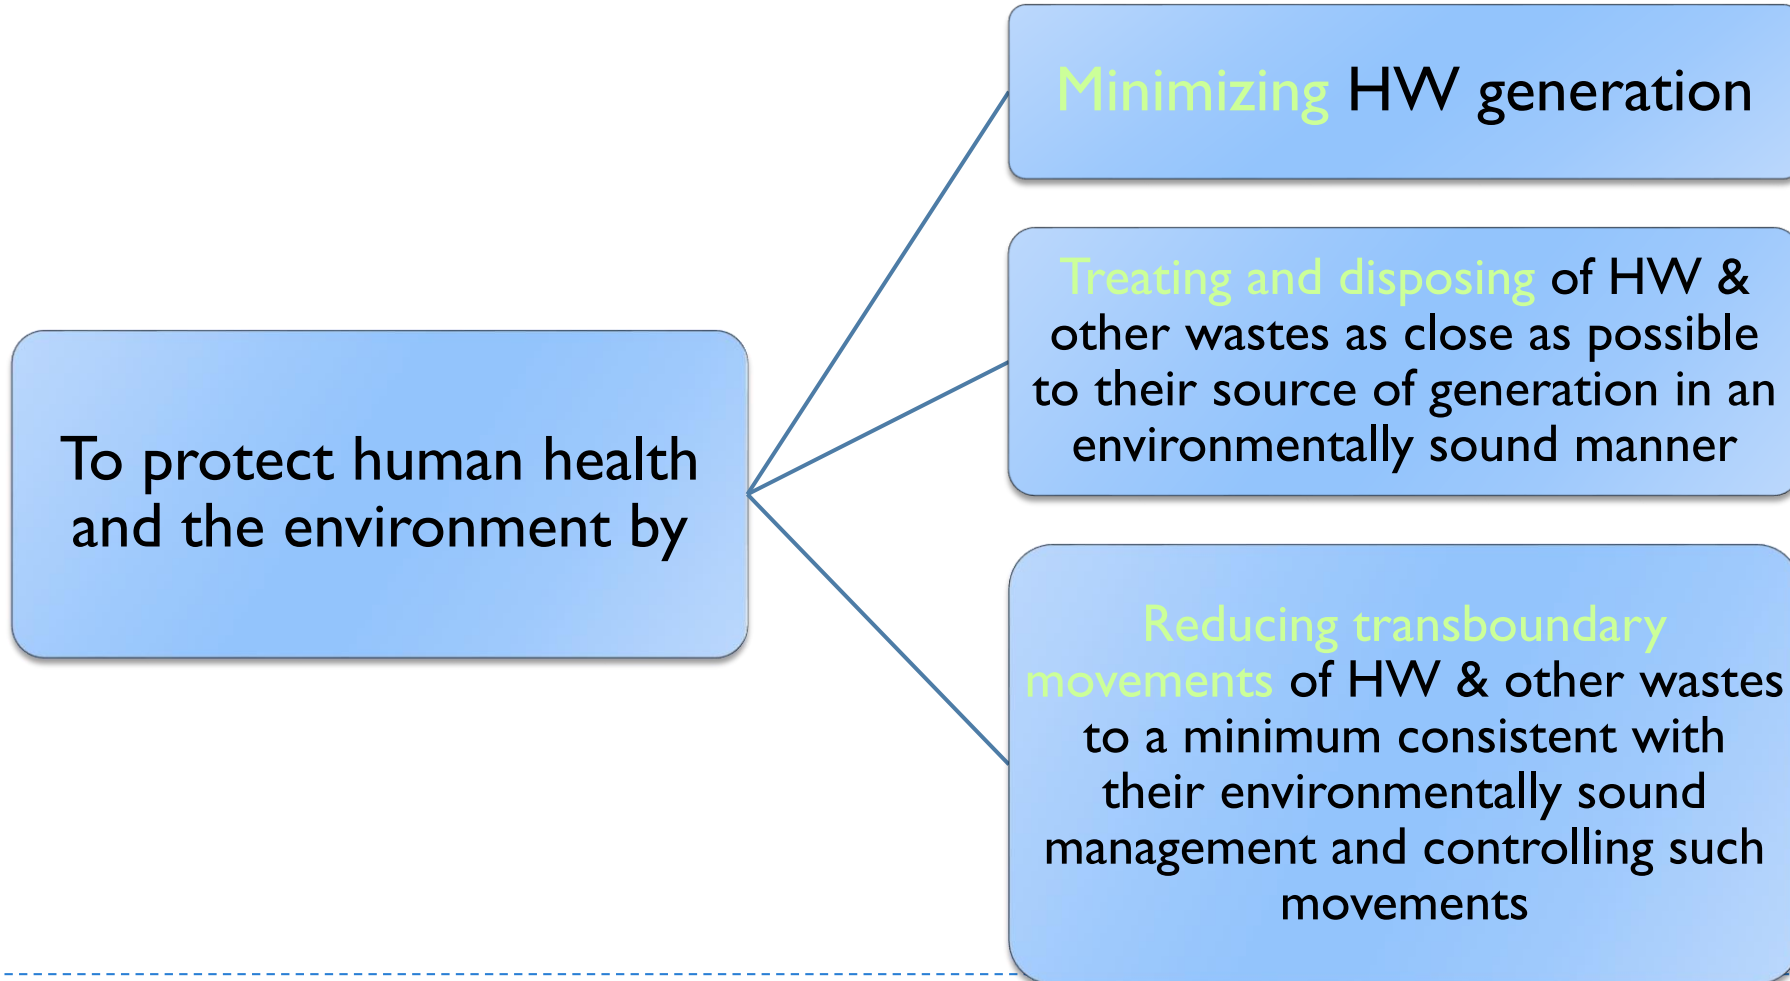 To protect human health
and the environment by
Minimizing HW generation
Treating and disposing of HW &
other wastes as close as possible
to their source of generation in an
environmentally sound manner
Reducing transboundary
movements of HW & other wastes
to a minimum consistent with
their environmentally sound
management and controlling such
movements